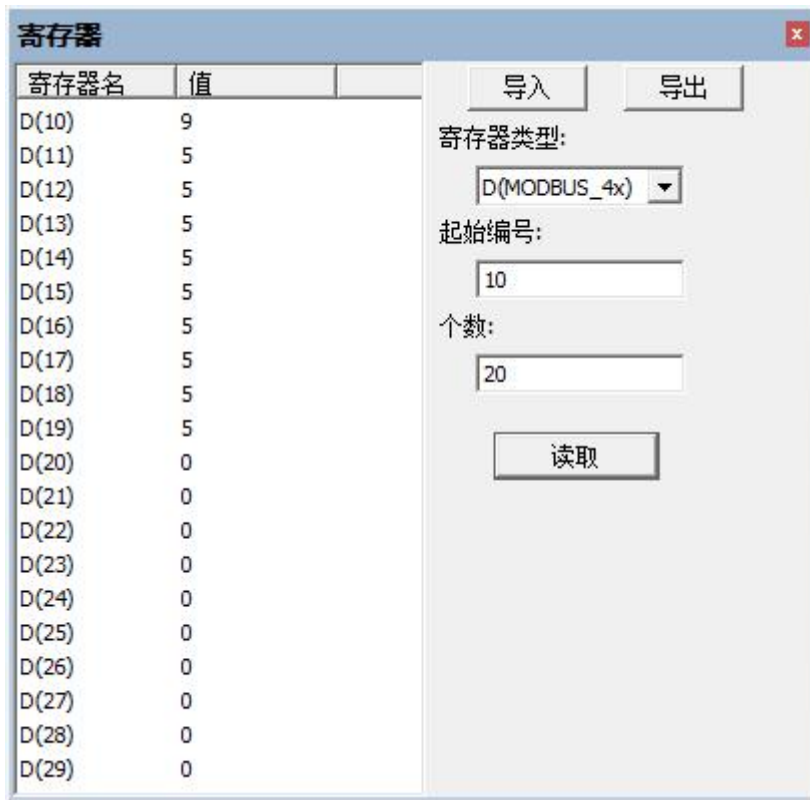 寄存器
寄存器名 值
D(10) 9
D(11) 5
D(12) 5
D(13) 5
D(14) 5
D(15) 5
D(16) 5
D(17) 5
D(18) 5
D(19) 5
D(20) 0
D(21) 0
D(22) 0
D(23) 0
D(24) 0
D(25) 0
D(26) 0
D(27) 0
D(28) 0
D(29) 0
导入 导出
寄存器类型:
D(MODBUS_4x)
起始编号:
10
个数:
20
读取